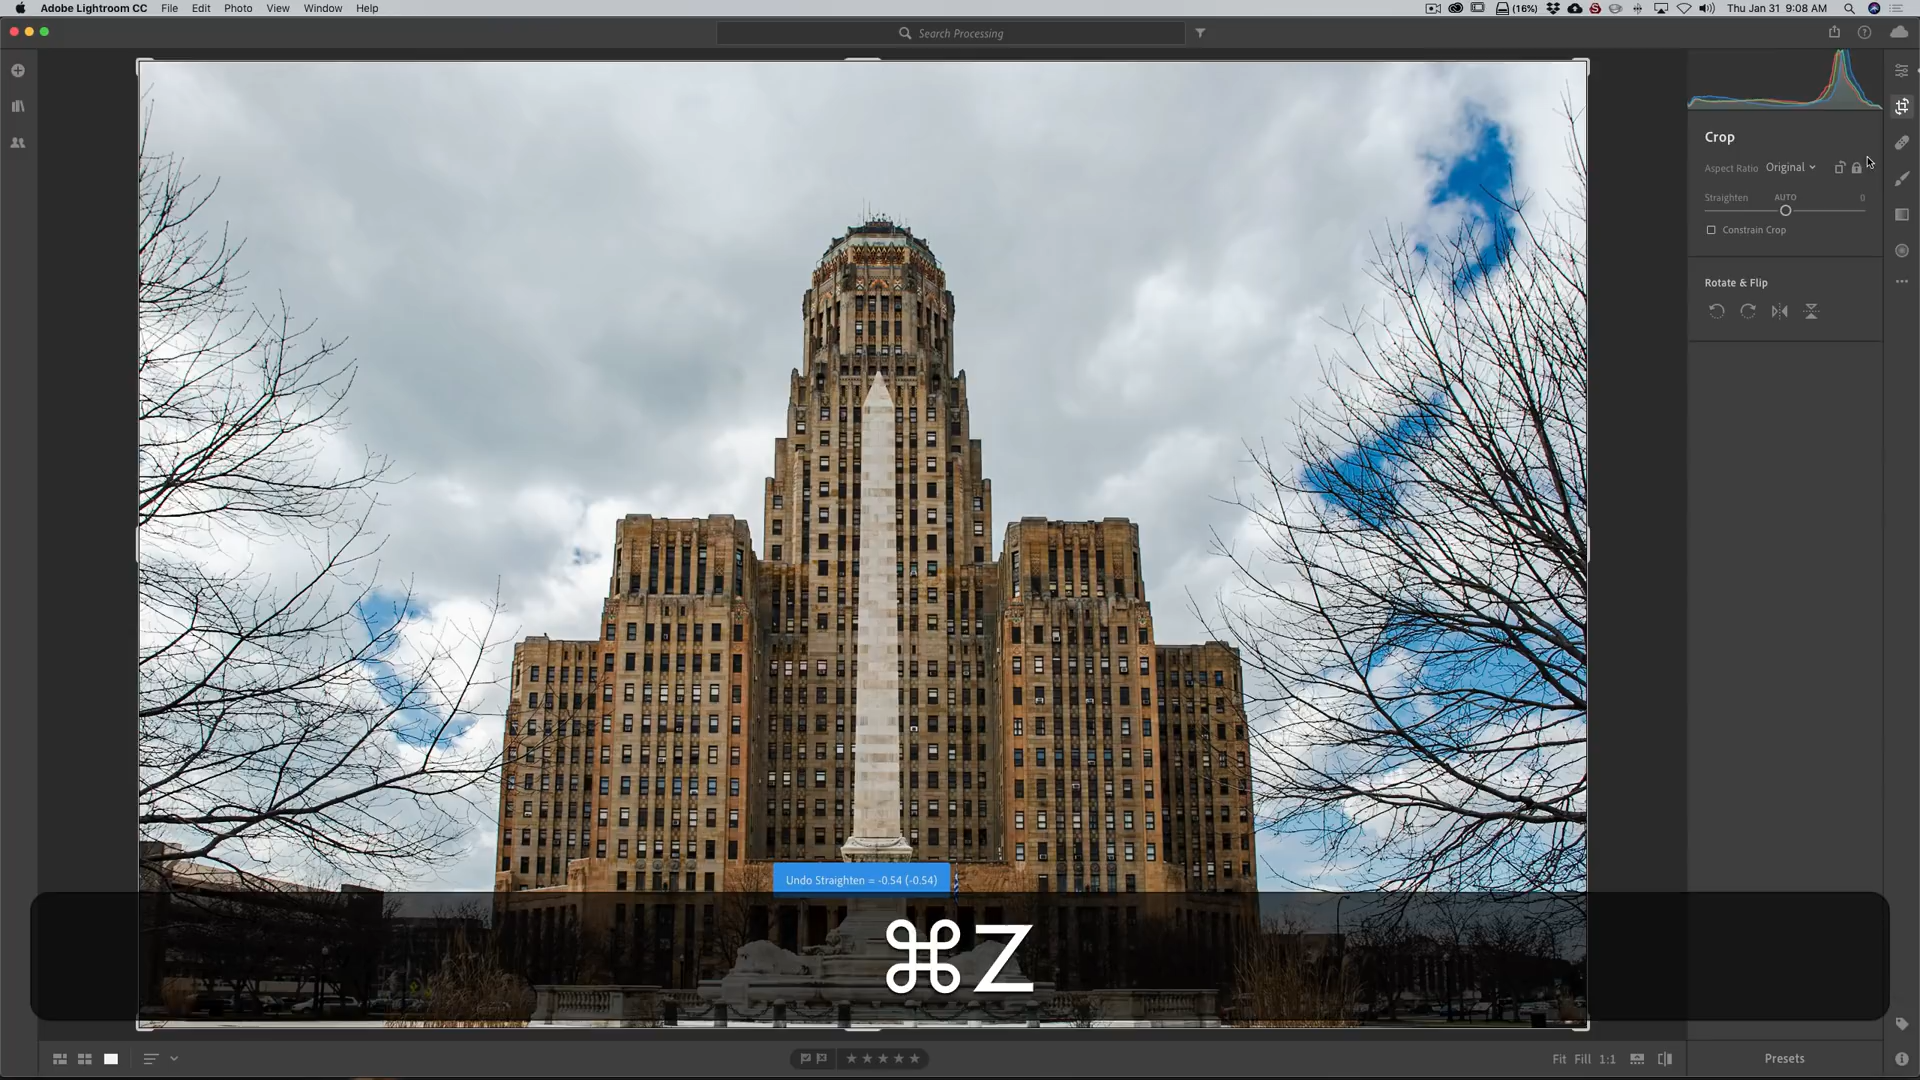 Adobe Lightroom CC File Edit Photo View Window Help
(16%) Thu Jan 31 9:08 AM
Search Processing
Crop
Aspect Ratio Original
Straighten AUTO 0
Constrain Crop
Rotate & Flip
Undo Straighten = -0.54 (-0.54)
⌘Z
Fit Fill 1:1
Presets